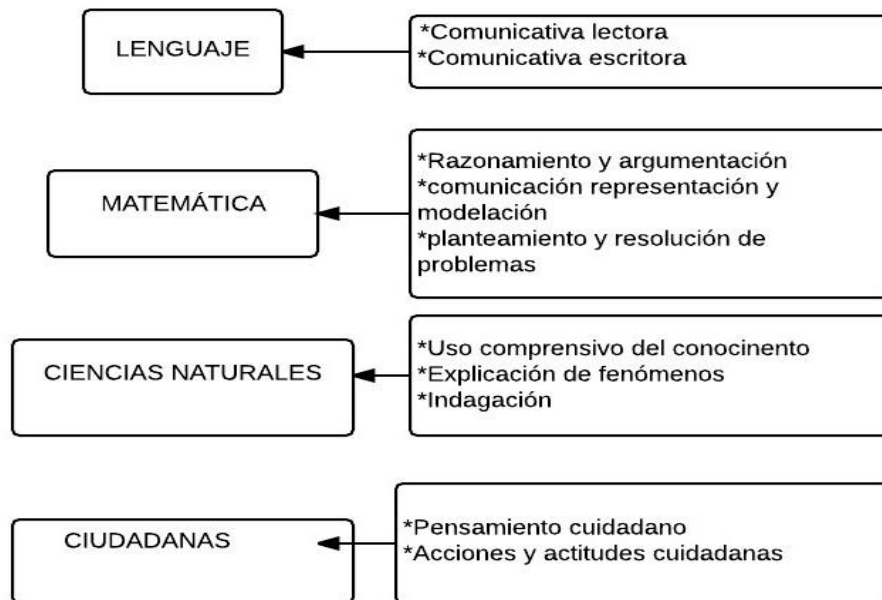 LENGUAJE
*Comunicativa lectora
*Comunicativa escritora
MATEMÁTICA
*Razonamiento y argumentación
*comunicación representación y
modelación
*planteamiento y resolución de
problemas
CIENCIAS NATURALES
*Uso comprensivo del conocinento
*Explicación de fenómenos
*Indagación
CIUDADANAS
*Pensamiento cuidadano
*Acciones y actitudes cuidadanas